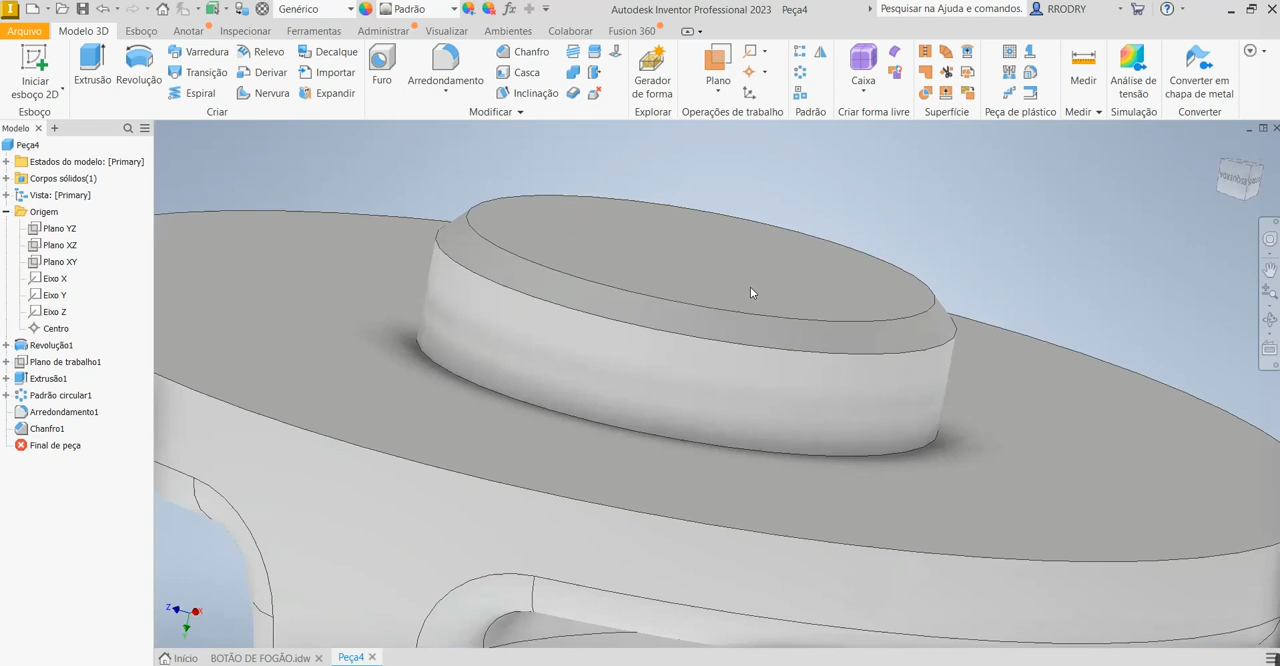 Genérico
Padrão
Autodesk Inventor Professional 2023 Peça4
Pesquisar na Ajuda e comandos.
RRODRY
Arquivo Modelo 3D Esboço Anotar Inspecionar Ferramentas Administrar Visualizar Ambientes Colaborar Fusion 360
Iniciar
esboço 2D
Esboço
Extrusão
Revolução
Varredura
Transição
Espiral
Relevo
Derivar
Nervura
Decalque
Importar
Expandir
Criar
Furo
Arredondamento
Chanfro
Casca
Inclinação
Modificar
Gerador
de forma
Explorar
Plano
Operações de trabalho
Padrão
Caixa
Criar forma livre
Superfície
Peça de plástico
Medir
Medir
Análise de
tensão
Simulação
Converter em
chapa de metal
Converter
Modelo
Peça4
Estados do modelo: [Primary]
Corpos sólidos(1)
Vista: [Primary]
Origem
Plano YZ
Plano XZ
Plano XY
Eixo X
Eixo Y
Eixo Z
Centro
Revolução1
Plano de trabalho1
Extrusão1
Padrão circular1
Arredondamento1
Chanfro1
Final de peça
Z X
Y
Início BOTÃO DE FOGÃO.idw Peça4